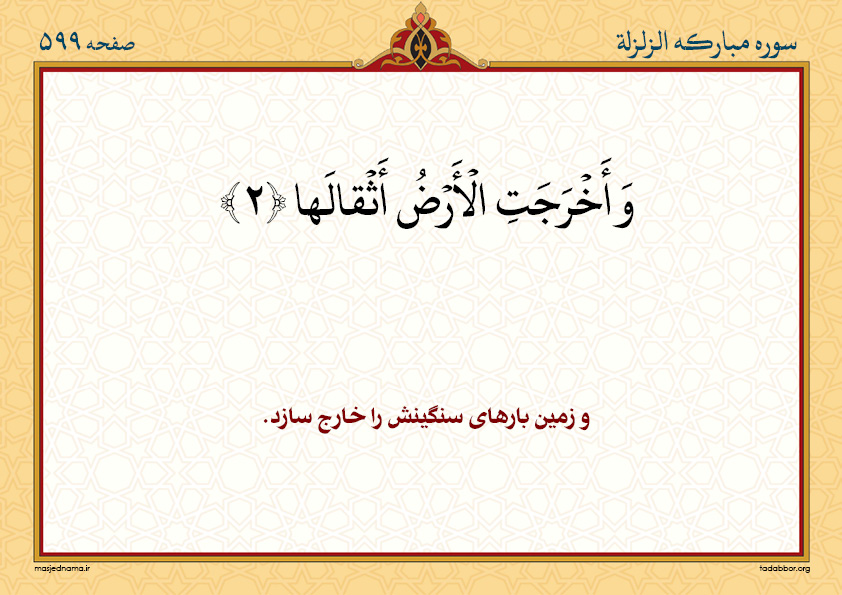 سوره مبارکه الزلزلة
صفحه ۵۹۹
وَ أَخْرَجَتِ الْأَرْضُ أَثْقالَها ﴿۲﴾
و زمین بارهای سنگینش را خارج سازد.
masjednama.ir
tadabbor.org